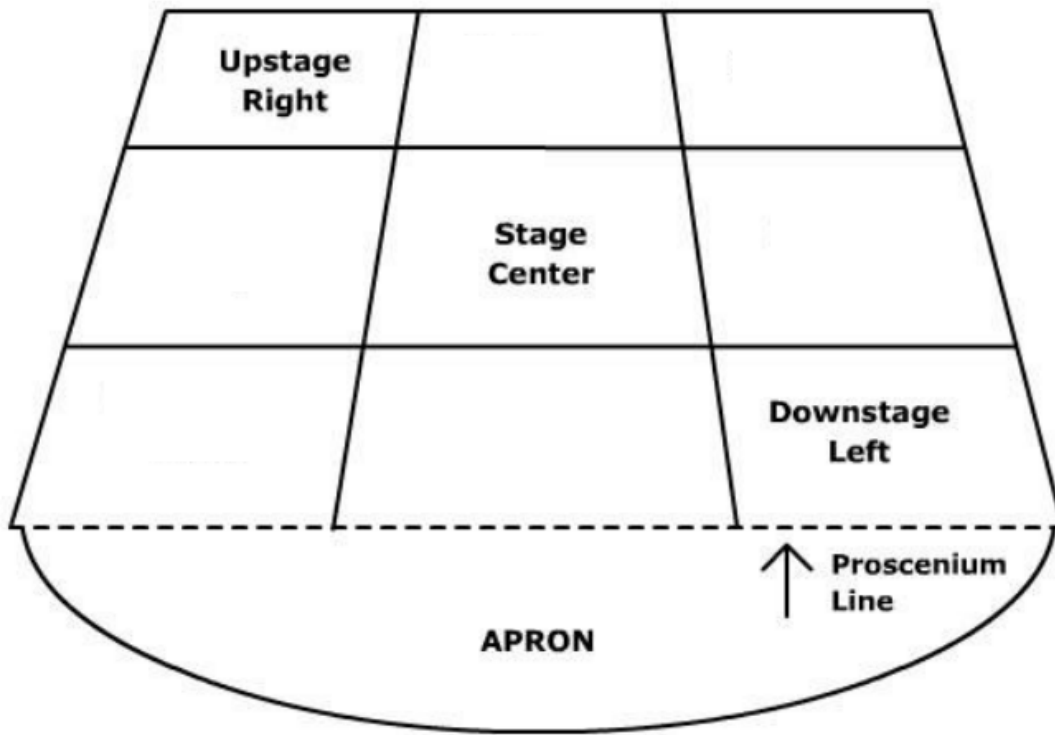 Upstage
Right
Stage
Center
Downstage
Left
Proscenium
Line
APRON